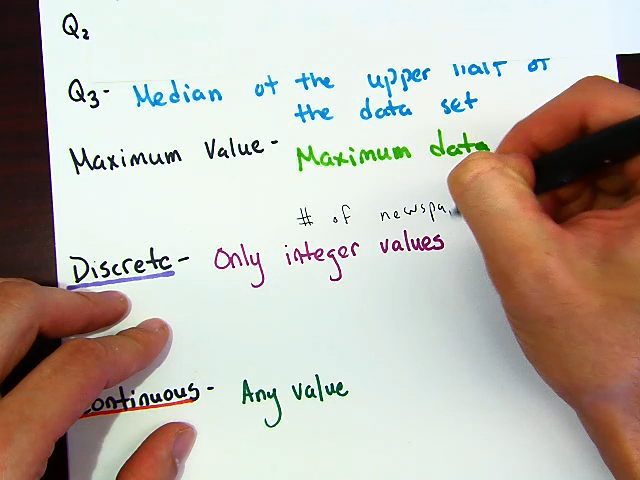 Q2
Q3- Median of the upper half of
the data set
Maximum Value- Maximum data
# of newspa
Discrete- Only integer values
Continuous- Any value